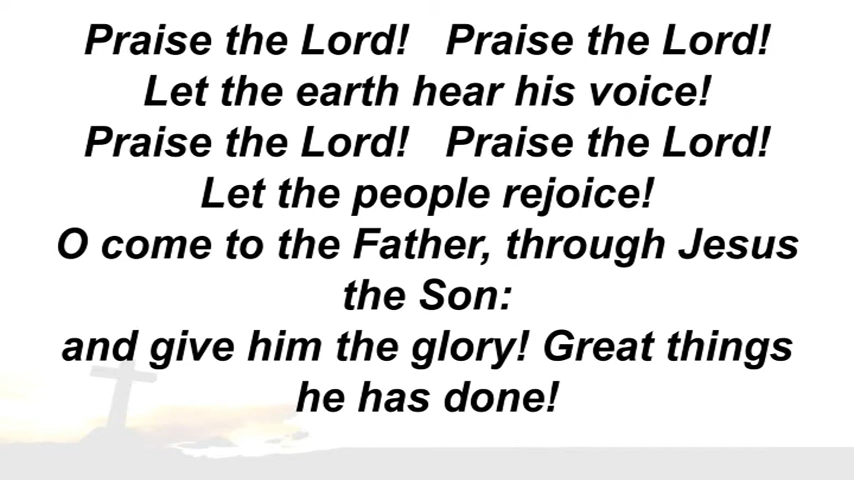 Praise the Lord! Praise the Lord!
Let the earth hear his voice!
Praise the Lord! Praise the Lord!
Let the people rejoice!
O come to the Father, through Jesus
the Son:
and give him the glory! Great things
he has done!